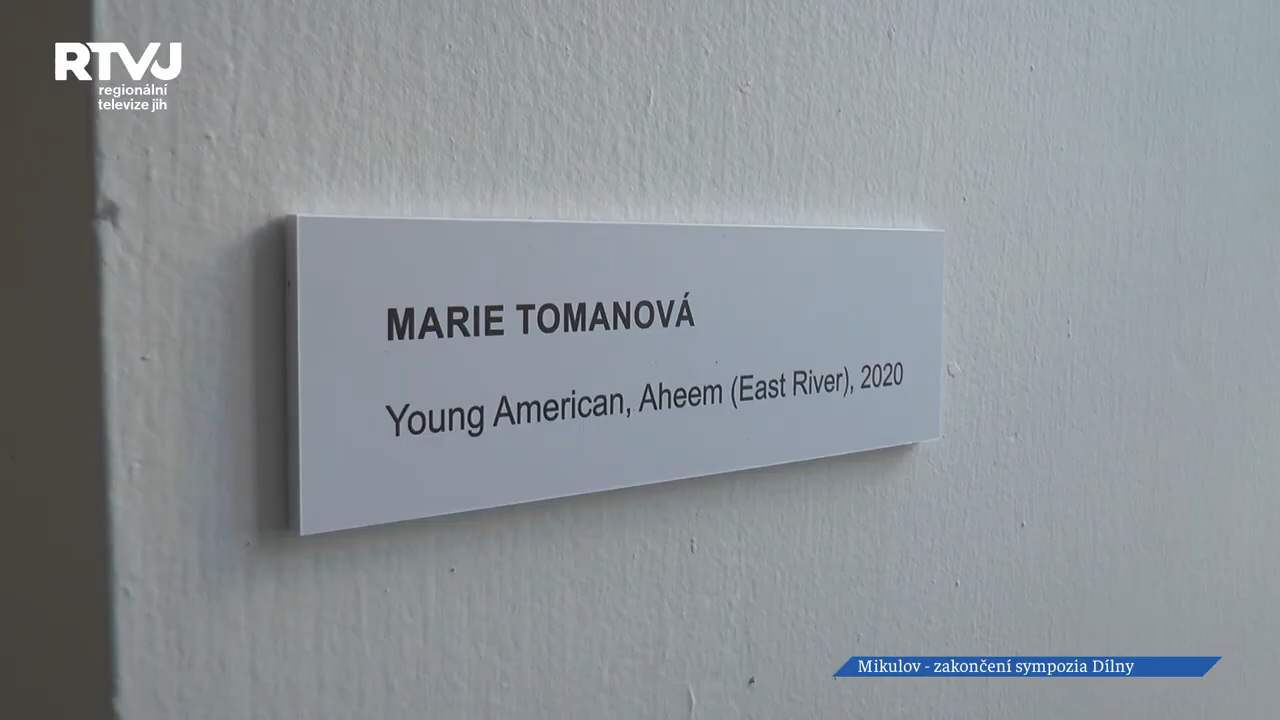 RTVJ
regionální
televize jih
MARIE TOMANOVÁ
Young American, Aheem (East River), 2020
Mikulov - zakončení sympozia Dílny